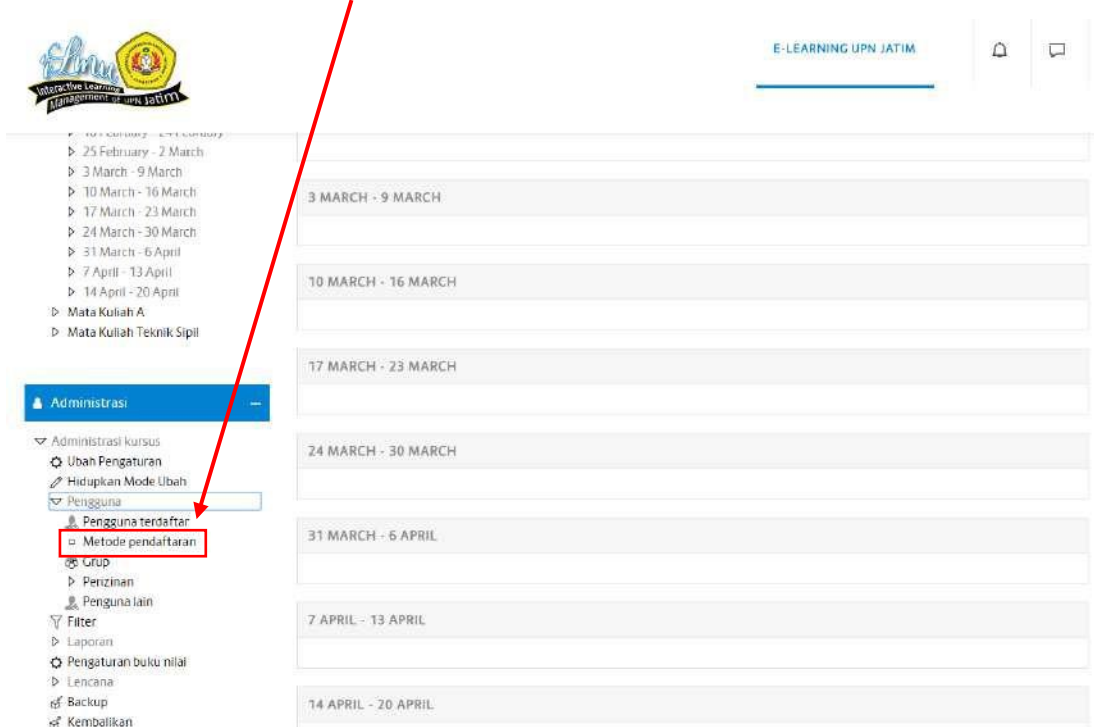 Elmu
Interactive Learning
Management of UPN Jatim
E-LEARNING UPN JATIM
25 February - 2 March
3 March - 9 March
10 March - 16 March
17 March - 23 March
24 March - 30 March
31 March - 6 April
7 April - 13 April
14 April - 20 April
Mata Kuliah A
Mata Kuliah Teknik Sipil
Administrasi
Administrasi kursus
Ubah Pengaturan
Hidupkan Mode Ubah
Pengguna
Pengguna terdaftar
Metode pendaftaran
Grup
Perizinan
Penguna lain
Filter
Laporan
Pengaturan buku nilai
Lencana
Backup
Kembalikan
3 MARCH - 9 MARCH
10 MARCH - 16 MARCH
17 MARCH - 23 MARCH
24 MARCH - 30 MARCH
31 MARCH - 6 APRIL
7 APRIL - 13 APRIL
14 APRIL - 20 APRIL